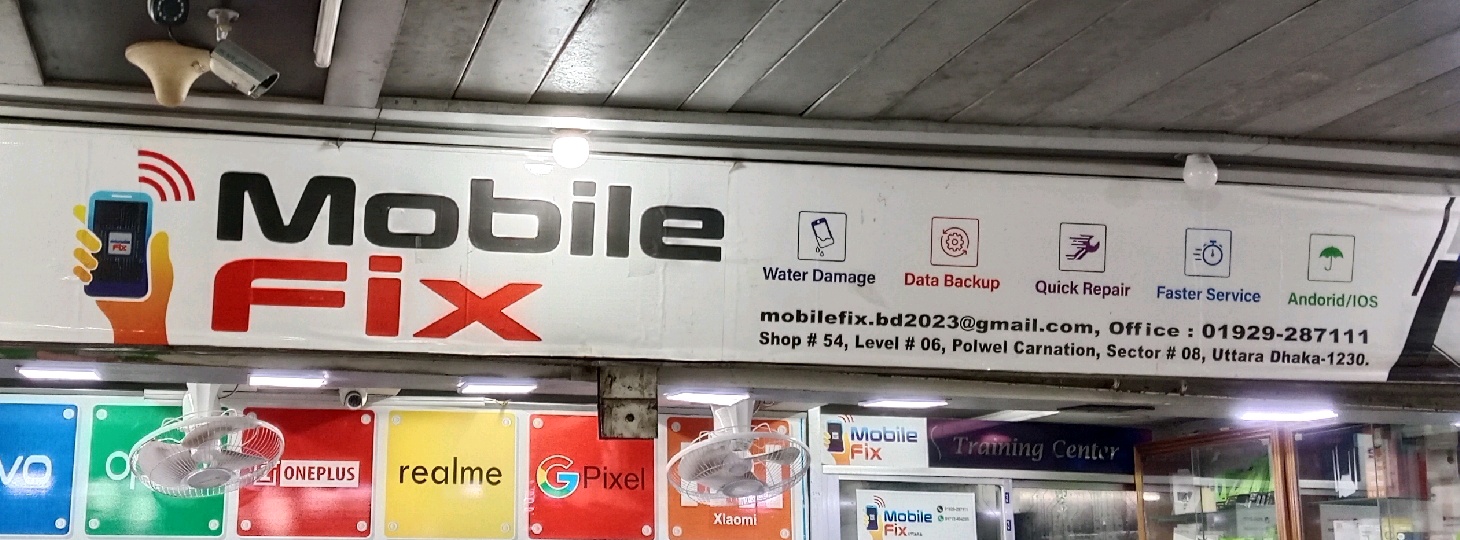 Mobile
Fix
Water Damage
Data Backup
Quick Repair
Faster Service
Andorid/IOS
mobilefix.bd2023@gmail.com, Office : 01929-287111
Shop # 54, Level # 06, Polwel Carnation, Sector # 08, Uttara Dhaka-1230.
ONEPLUS
realme
G Pixel
Xiaomi
Mobile
Fix
Training Center
Mobile
Fix